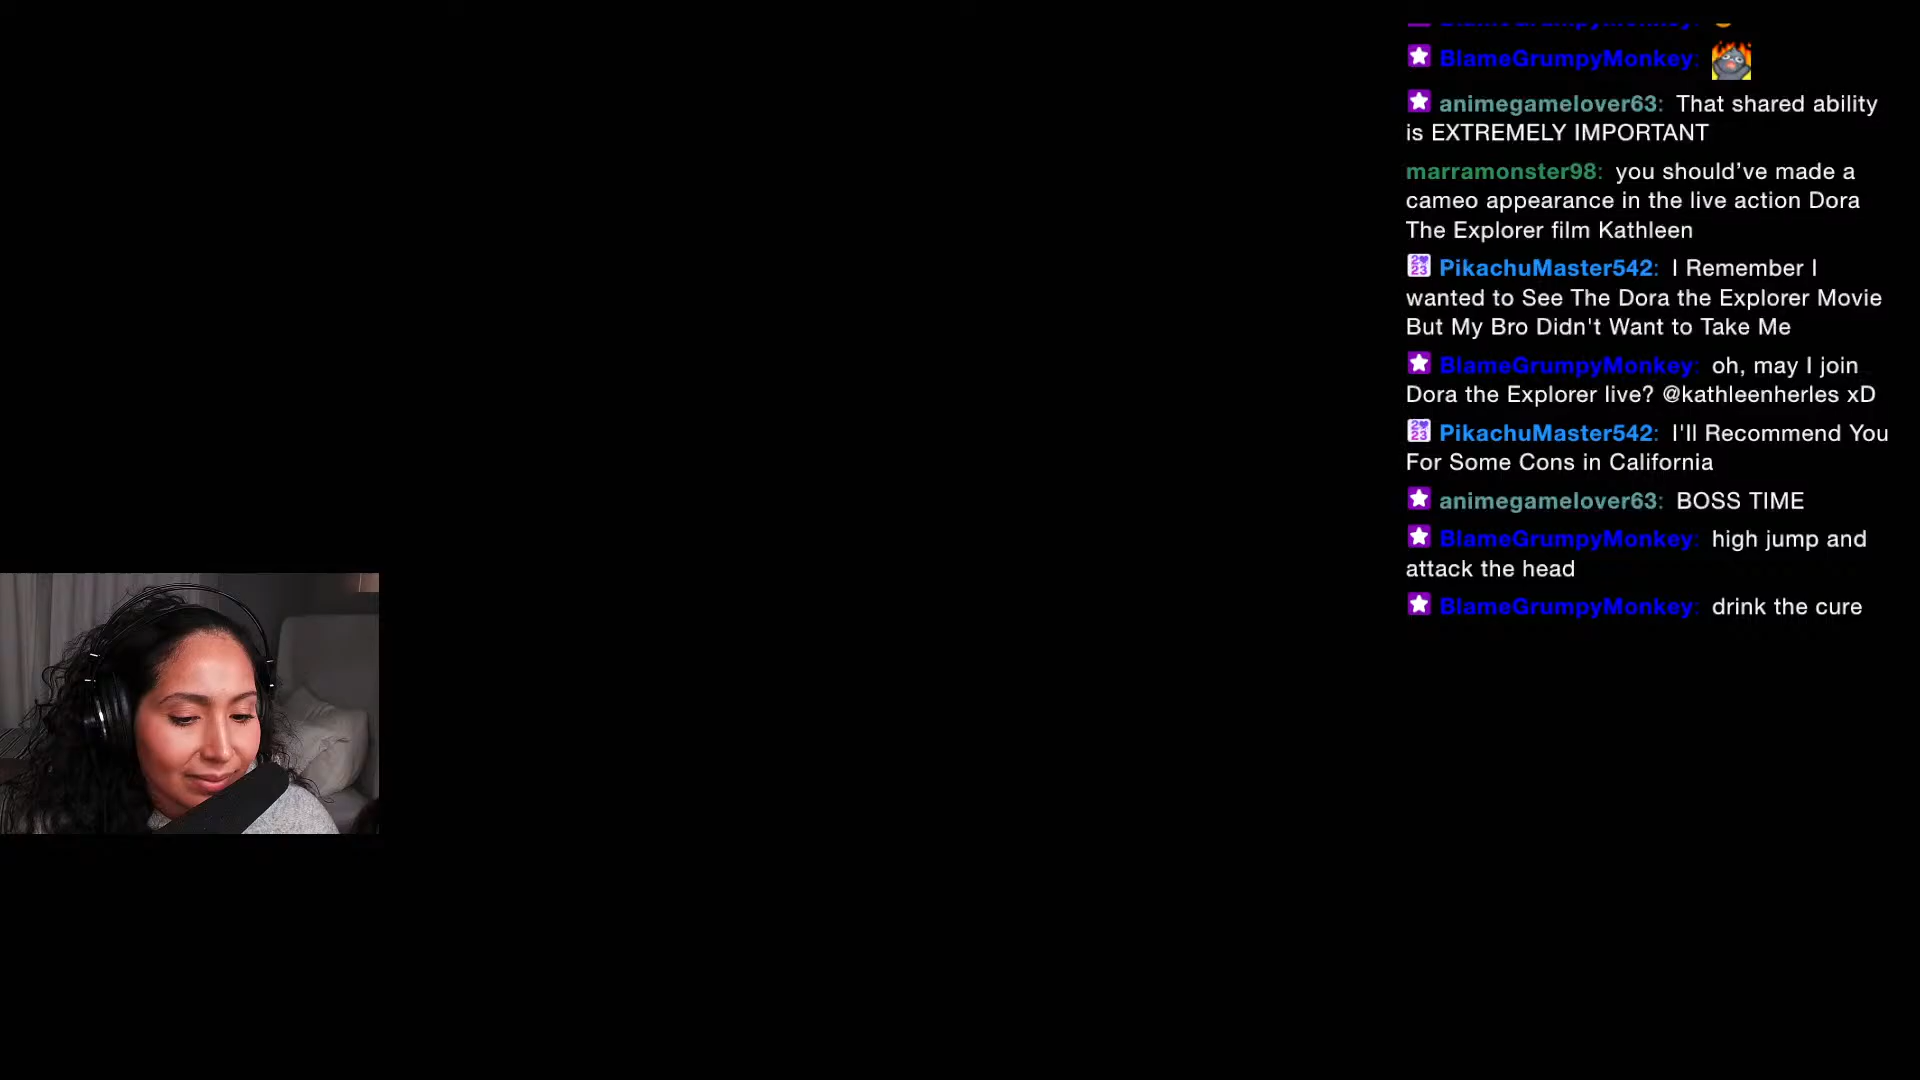 BlameGrumpyMonkey:
BlameGrumpyMonkey:
animegamelover63: That shared ability
is EXTREMELY IMPORTANT
marramonster98: you should’ve made a
cameo appearance in the live action Dora
The Explorer film Kathleen
2023 PikachuMaster542: I Remember I
wanted to See The Dora the Explorer Movie
But My Bro Didn't Want to Take Me
BlameGrumpyMonkey: oh, may I join
Dora the Explorer live? @kathleenherles xD
2023 PikachuMaster542: I'll Recommend You
For Some Cons in California
animegamelover63: BOSS TIME
BlameGrumpyMonkey: high jump and
attack the head
BlameGrumpyMonkey: drink the cure